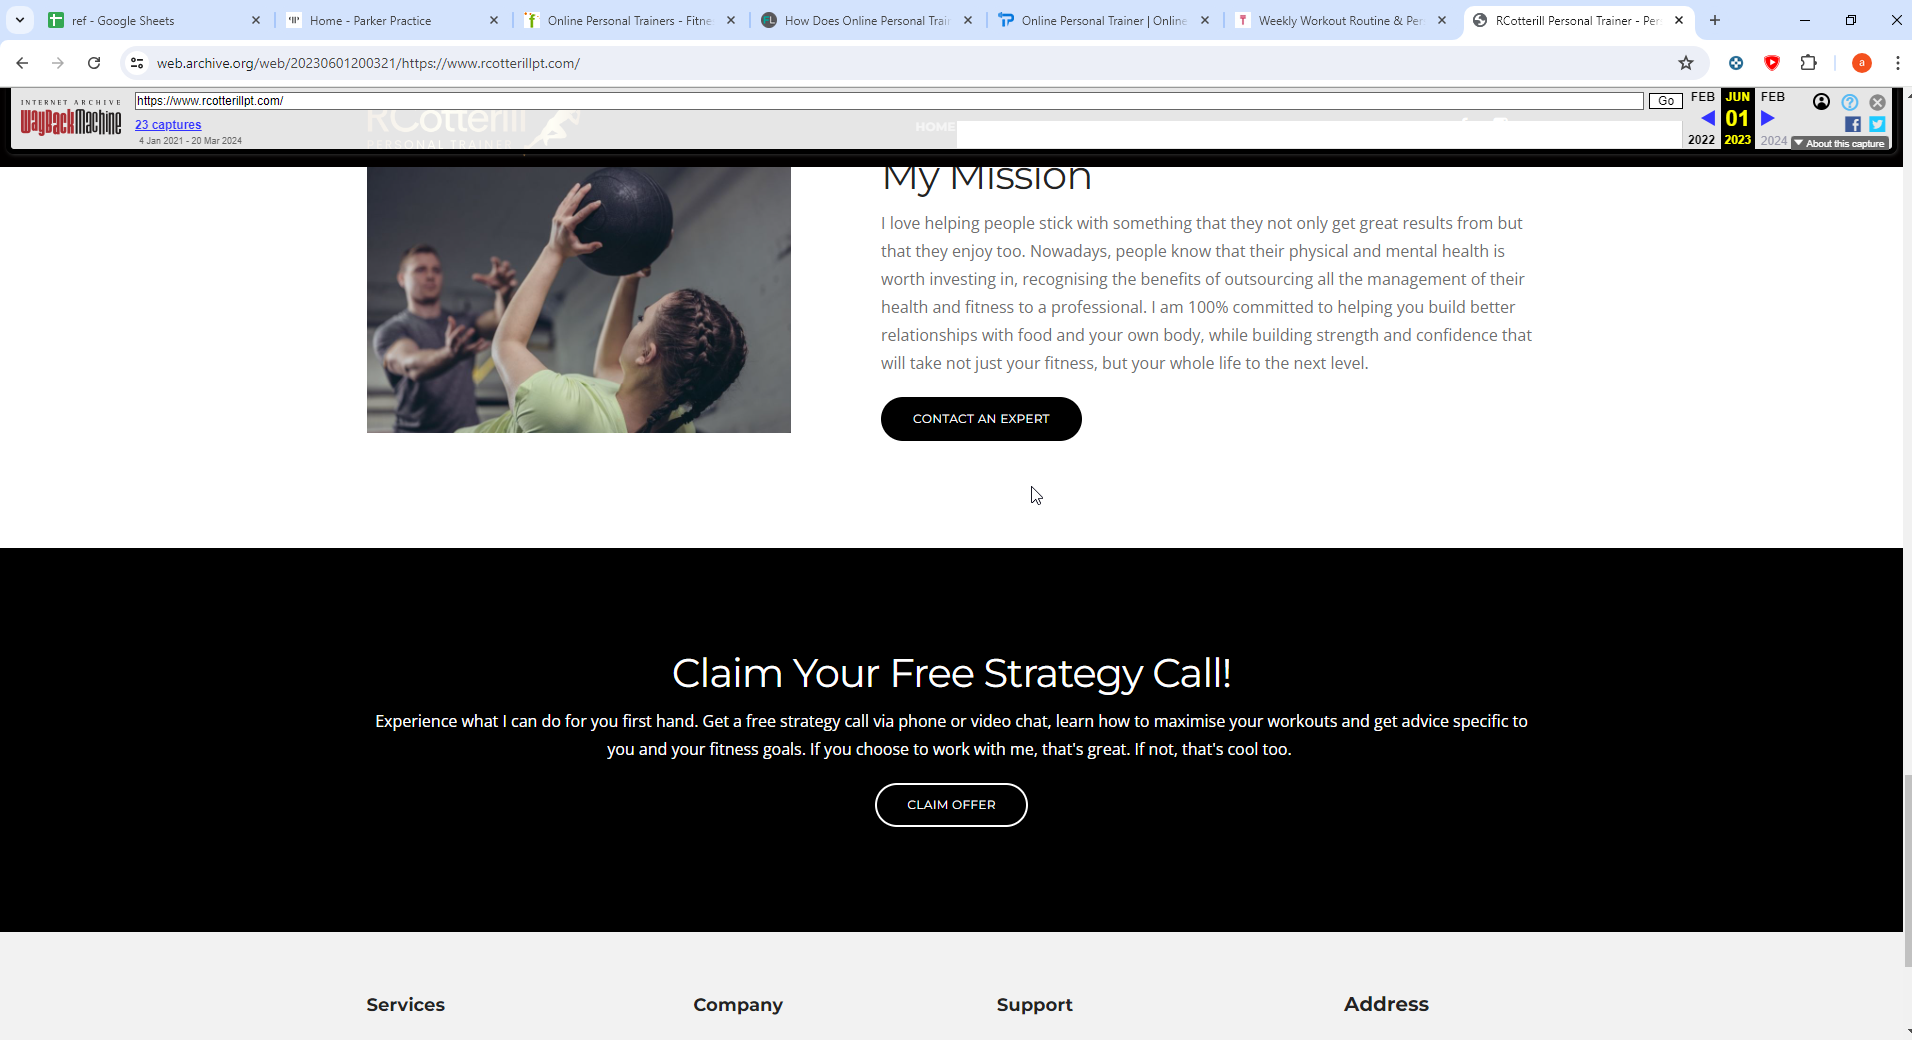 ref - Google Sheets
Home - Parker Practice
Online Personal Trainers - Fitne
How Does Online Personal Train
Online Personal Trainer | Online
Weekly Workout Routine & Per
RCotterill Personal Trainer - Per
web.archive.org/web/20230601200321/https://www.rcotterillpt.com/
a
INTERNET ARCHIVE
WayBackMachine
https://www.rcotterillpt.com/
Go
23 captures
4 Jan 2021 - 20 Mar 2024
FEB JUN FEB
01
2022 2023 2024
About this capture
RCotterill
PERSONAL TRAINER
HOME
My Mission
I love helping people stick with something that they not only get great results from but
that they enjoy too. Nowadays, people know that their physical and mental health is
worth investing in, recognising the benefits of outsourcing all the management of their
health and fitness to a professional. I am 100% committed to helping you build better
relationships with food and your own body, while building strength and confidence that
will take not just your fitness, but your whole life to the next level.
CONTACT AN EXPERT
Claim Your Free Strategy Call!
Experience what I can do for you first hand. Get a free strategy call via phone or video chat, learn how to maximise your workouts and get advice specific to
you and your fitness goals. If you choose to work with me, that's great. If not, that's cool too.
CLAIM OFFER
Services
Company
Support
Address